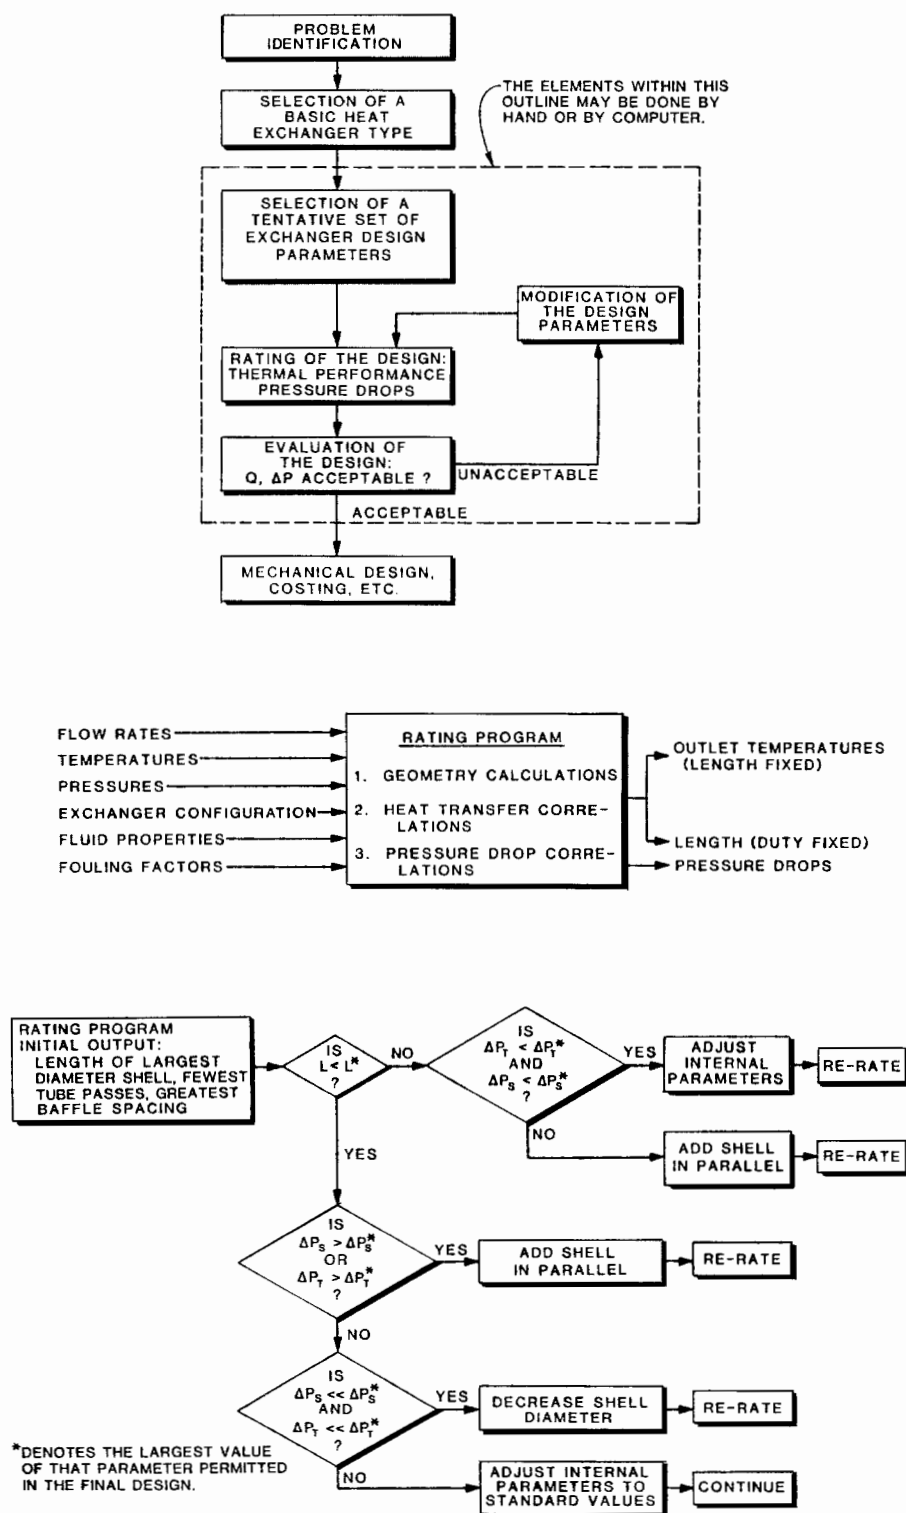 PROBLEM
IDENTIFICATION
SELECTION OF A
BASIC HEAT
EXCHANGER TYPE
THE ELEMENTS WITHIN THIS
OUTLINE MAY BE DONE BY
HAND OR BY COMPUTER.
SELECTION OF A
TENTATIVE SET OF
EXCHANGER DESIGN
PARAMETERS
MODIFICATION OF
THE DESIGN
PARAMETERS
RATING OF THE DESIGN:
THERMAL PERFORMANCE
PRESSURE DROPS
EVALUATION OF
THE DESIGN:
Q, ΔP ACCEPTABLE ?
UNACCEPTABLE
ACCEPTABLE
MECHANICAL DESIGN,
COSTING, ETC.
FLOW RATES
TEMPERATURES
PRESSURES
EXCHANGER CONFIGURATION
FLUID PROPERTIES
FOULING FACTORS
RATING PROGRAM
1. GEOMETRY CALCULATIONS
2. HEAT TRANSFER CORRE-
LATIONS
3. PRESSURE DROP CORRE-
LATIONS
OUTLET TEMPERATURES
(LENGTH FIXED)
LENGTH (DUTY FIXED)
PRESSURE DROPS
RATING PROGRAM
INITIAL OUTPUT:
LENGTH OF LARGEST
DIAMETER SHELL, FEWEST
TUBE PASSES, GREATEST
BAFFLE SPACING
IS
L < L*
?
NO
IS
ΔP_T < ΔP_T*
AND
ΔP_S < ΔP_S*
?
YES
ADJUST
INTERNAL
PARAMETERS
RE-RATE
NO
ADD SHELL
IN PARALLEL
RE-RATE
YES
IS
ΔP_S > ΔP_S*
OR
ΔP_T > ΔP_T*
?
YES
ADD SHELL
IN PARALLEL
RE-RATE
NO
IS
ΔP_S << ΔP_S*
AND
ΔP_T << ΔP_T*
?
YES
DECREASE SHELL
DIAMETER
RE-RATE
NO
ADJUST INTERNAL
PARAMETERS TO
STANDARD VALUES
CONTINUE
*DENOTES THE LARGEST VALUE
OF THAT PARAMETER PERMITTED
IN THE FINAL DESIGN.